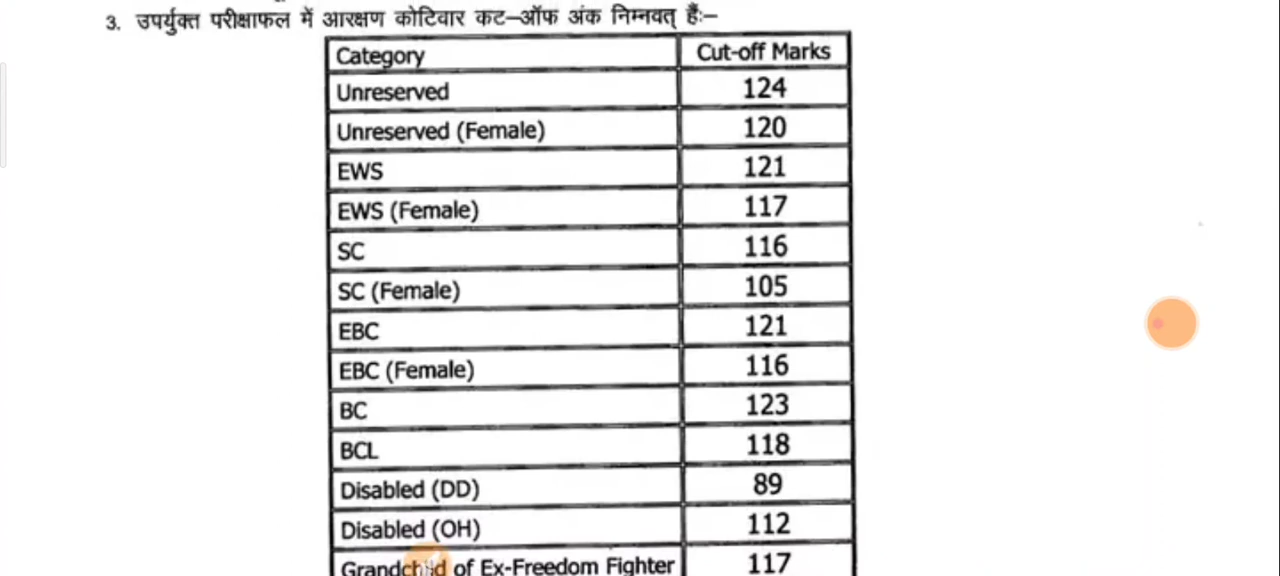 3. उपर्युक्त परीक्षाफल में आरक्षण कोटिवार कट–ऑफ अंक निम्नवत् हैंः–
Category Cut-off Marks
Unreserved 124
Unreserved (Female) 120
EWS 121
EWS (Female) 117
SC 116
SC (Female) 105
EBC 121
EBC (Female) 116
BC 123
BCL 118
Disabled (DD) 89
Disabled (OH) 112
Grandchild of Ex-Freedom Fighter 117